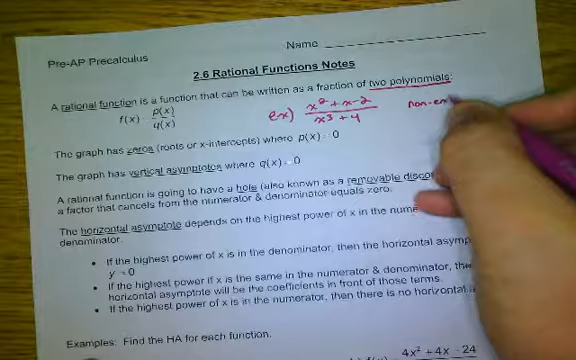 Pre-AP Precalculus
Name
2.6 Rational Functions Notes
A rational function is a function that can be written as a fraction of two polynomials:
f(x) = p(x)/q(x)
ex) x² + x - 2 / x³ + 4
non-ex
The graph has zeros (roots or x-intercepts) where p(x) = 0
The graph has vertical asymptotes where q(x) = 0
A rational function is going to have a hole (also known as a removable discon
a factor that cancels from the numerator & denominator equals zero.
The horizontal asymptote depends on the highest power of x in the nume
denominator.
• If the highest power of x is in the denominator, then the horizontal asymp
y = 0
• If the highest power if x is the same in the numerator & denominator, the
horizontal asymptote will be the coefficients in front of those terms.
• If the highest power of x is in the numerator, then there is no horizontal a
Examples: Find the HA for each function.
4x² + 4x - 24